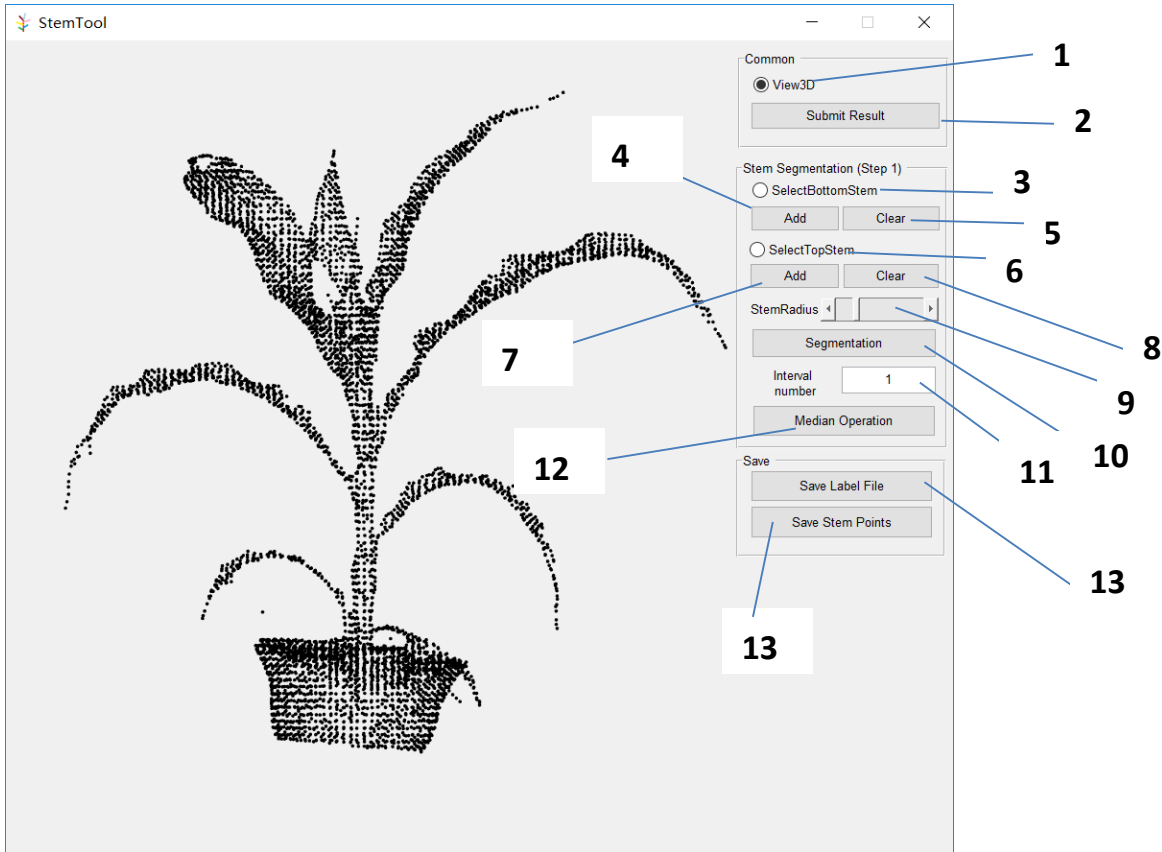 StemTool
Common
1
View3D
Submit Result
2
4
Stem Segmentation (Step 1)
SelectBottomStem
3
Add Clear
5
SelectTopStem
6
Add Clear
StemRadius
7
Segmentation
8
Interval
number
1
9
Median Operation
10
12
11
Save
Save Label File
Save Stem Points
13
13